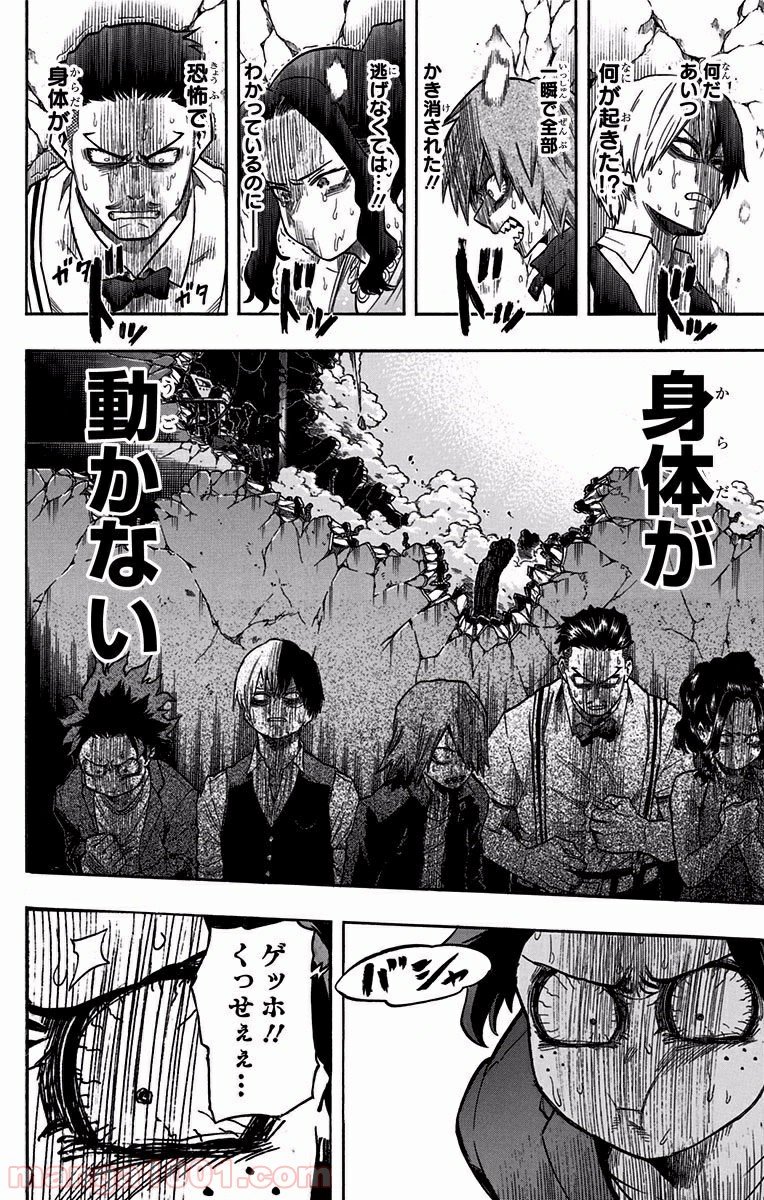 何だ
あいつ
何が起きた!?
一瞬で全部
かき消された!!
逃げなくては…!!
わかっているのに
恐怖で
身体が
ドッ
ドッ
ドッ
ドッ
ガタ
ガタ
身体が
動かない
バシャ
ゲッホ!!
くっせぇぇ…